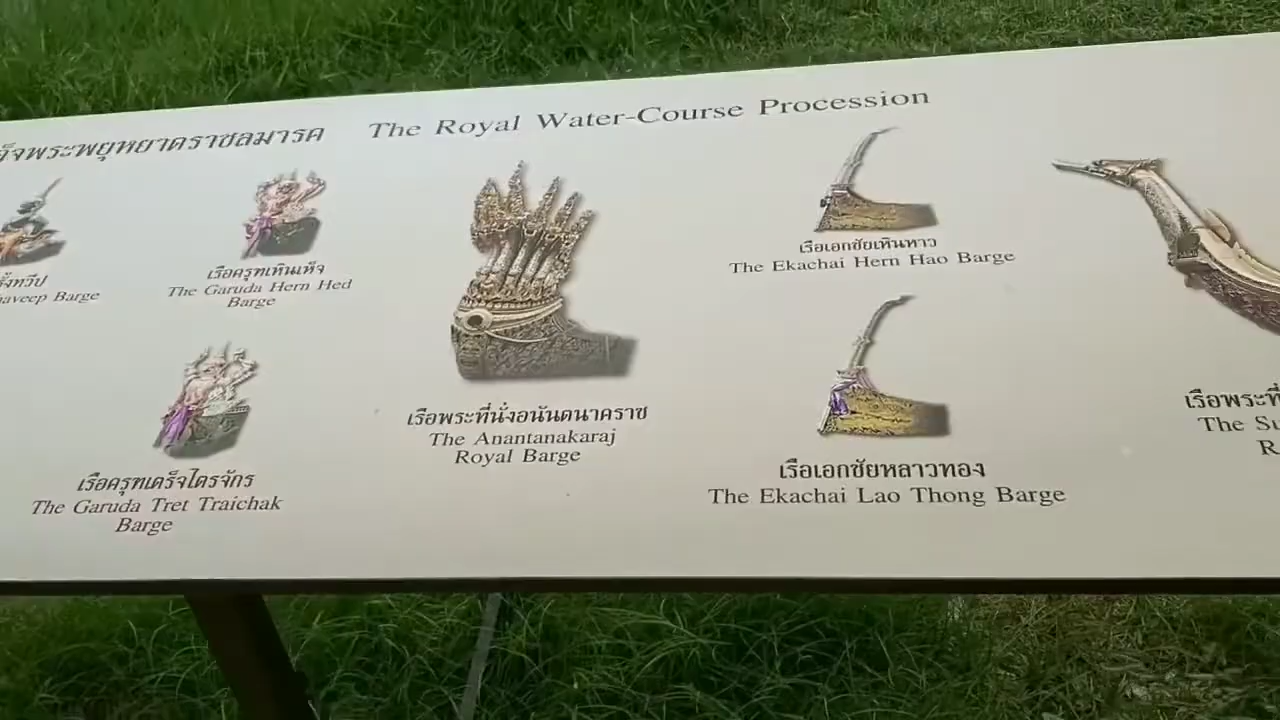 พระพยุหยาตราชลมารค The Royal Water-Course Procession
เรือครุฑเหินเห็จ
The Garuda Hern Hed
Barge
Barge
เรือครุฑเตร็จไตรจักร
The Garuda Tret Traichak
Barge
เรือพระที่นั่งอนันตนาคราช
The Anantanakaraj
Royal Barge
เรือเอกชัยเหินหาว
The Ekachai Hern Hao Barge
เรือเอกชัยหลาวทอง
The Ekachai Lao Thong Barge
เรือพระที่
The Su
R